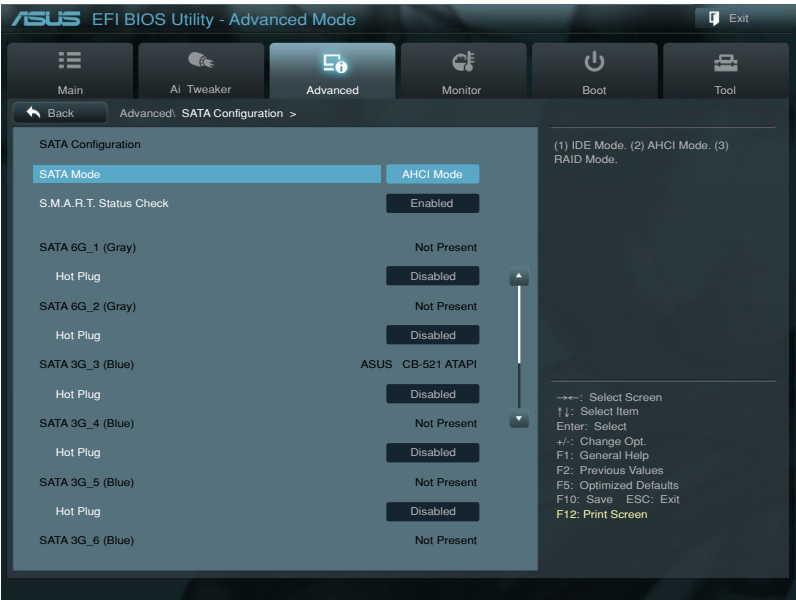 ASUS EFI BIOS Utility - Advanced Mode
Exit
Main Ai Tweaker Advanced Monitor Boot Tool
Back Advanced\ SATA Configuration >
SATA Configuration
SATA Mode AHCI Mode
S.M.A.R.T. Status Check Enabled
SATA 6G_1 (Gray) Not Present
Hot Plug Disabled
SATA 6G_2 (Gray) Not Present
Hot Plug Disabled
SATA 3G_3 (Blue) ASUS CB-521 ATAPI
Hot Plug Disabled
SATA 3G_4 (Blue) Not Present
Hot Plug Disabled
SATA 3G_5 (Blue) Not Present
Hot Plug Disabled
SATA 3G_6 (Blue) Not Present
(1) IDE Mode. (2) AHCI Mode. (3)
RAID Mode.
→←: Select Screen
↑↓: Select Item
Enter: Select
+/-: Change Opt.
F1: General Help
F2: Previous Values
F5: Optimized Defaults
F10: Save ESC: Exit
F12: Print Screen